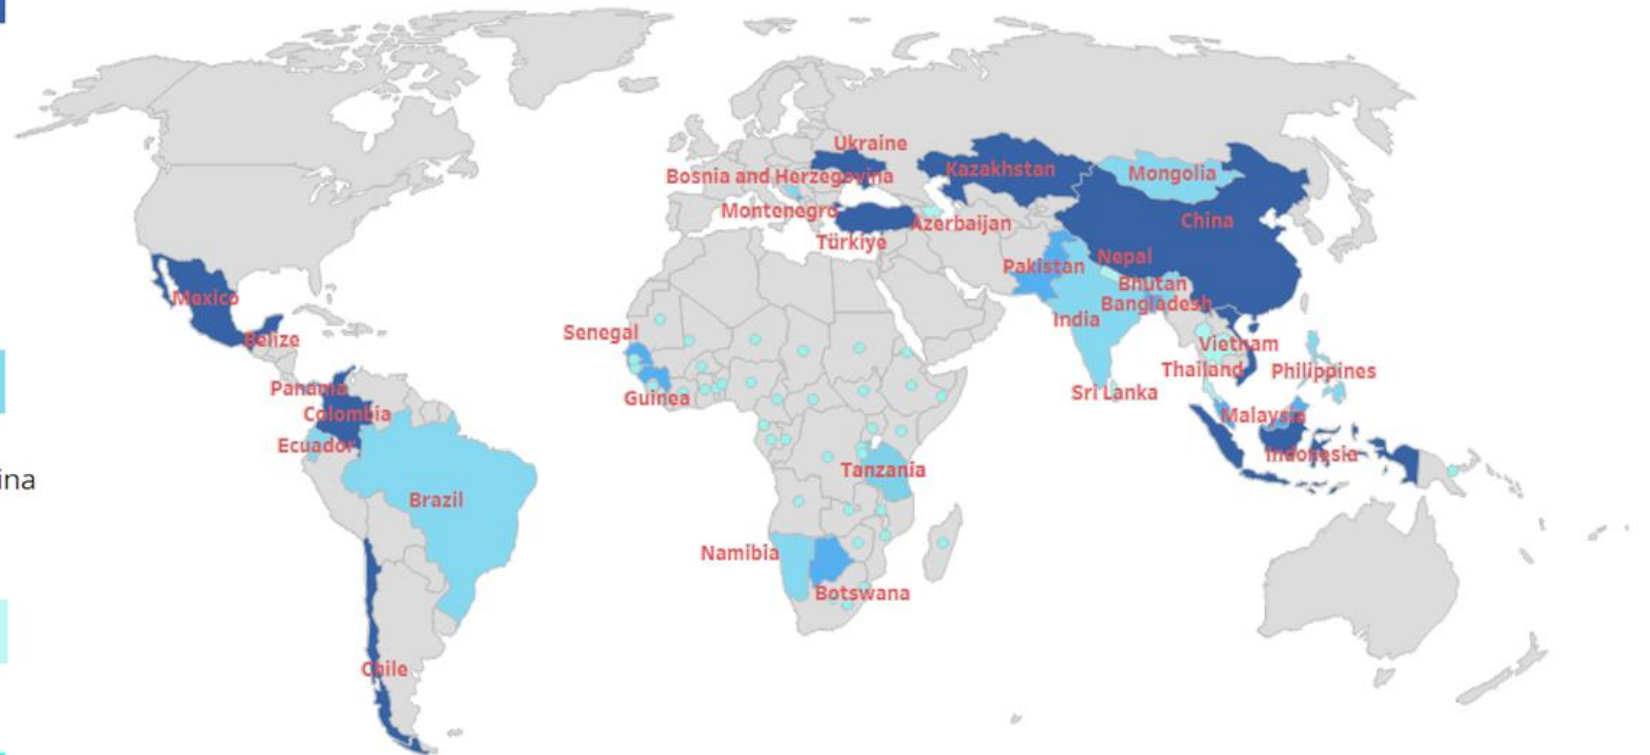 Ukraine
Kazakhstan
Mongolia
Bosnia and Herzegovina
Montenegro
Azerbaijan
China
Türkiye
Pakistan
Nepal
Bhutan
Bangladesh
India
Mexico
Belize
Senegal
Vietnam
Thailand
Philippines
Sri Lanka
Panama
Colombia
Guinea
Malaysia
Ecuador
Indonesia
ina
Tanzania
Brazil
Namibia
Botswana
Chile